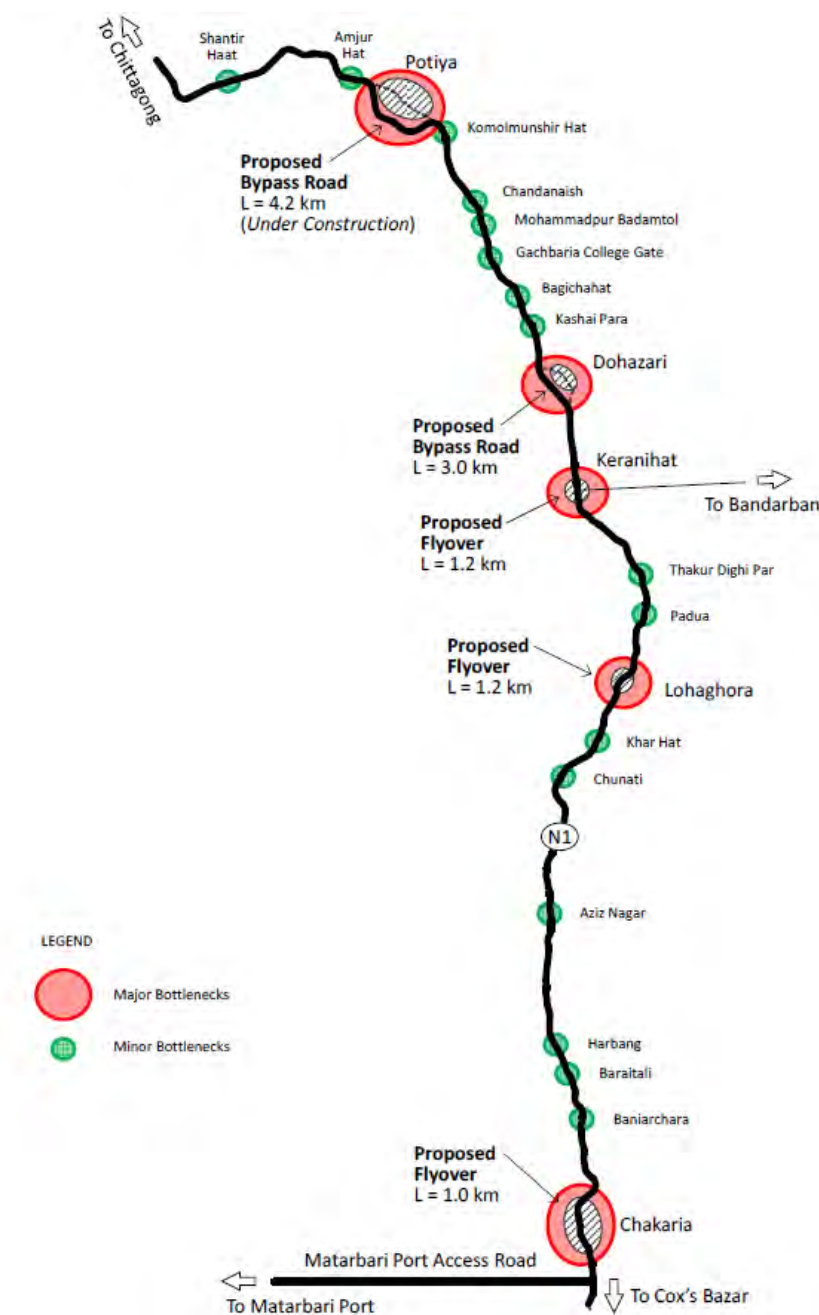 To Chittagong
Shantir
Haat
Amjur
Hat
Potiya
Komolmunshir Hat
Proposed
Bypass Road
L = 4.2 km
(Under Construction)
Chandanaish
Mohammadpur Badamtol
Gachbaria College Gate
Bagichahat
Kashai Para
Dohazari
Proposed
Bypass Road
L = 3.0 km
Keranihat
To Bandarban
Proposed
Flyover
L = 1.2 km
Thakur Dighi Par
Padua
Proposed
Flyover
L = 1.2 km
Lohaghora
Khar Hat
Chunati
N1
Aziz Nagar
LEGEND
Major Bottlenecks
Minor Bottlenecks
Harbang
Baraitali
Baniarchara
Proposed
Flyover
L = 1.0 km
Chakaria
Matarbari Port Access Road
To Matarbari Port
To Cox's Bazar